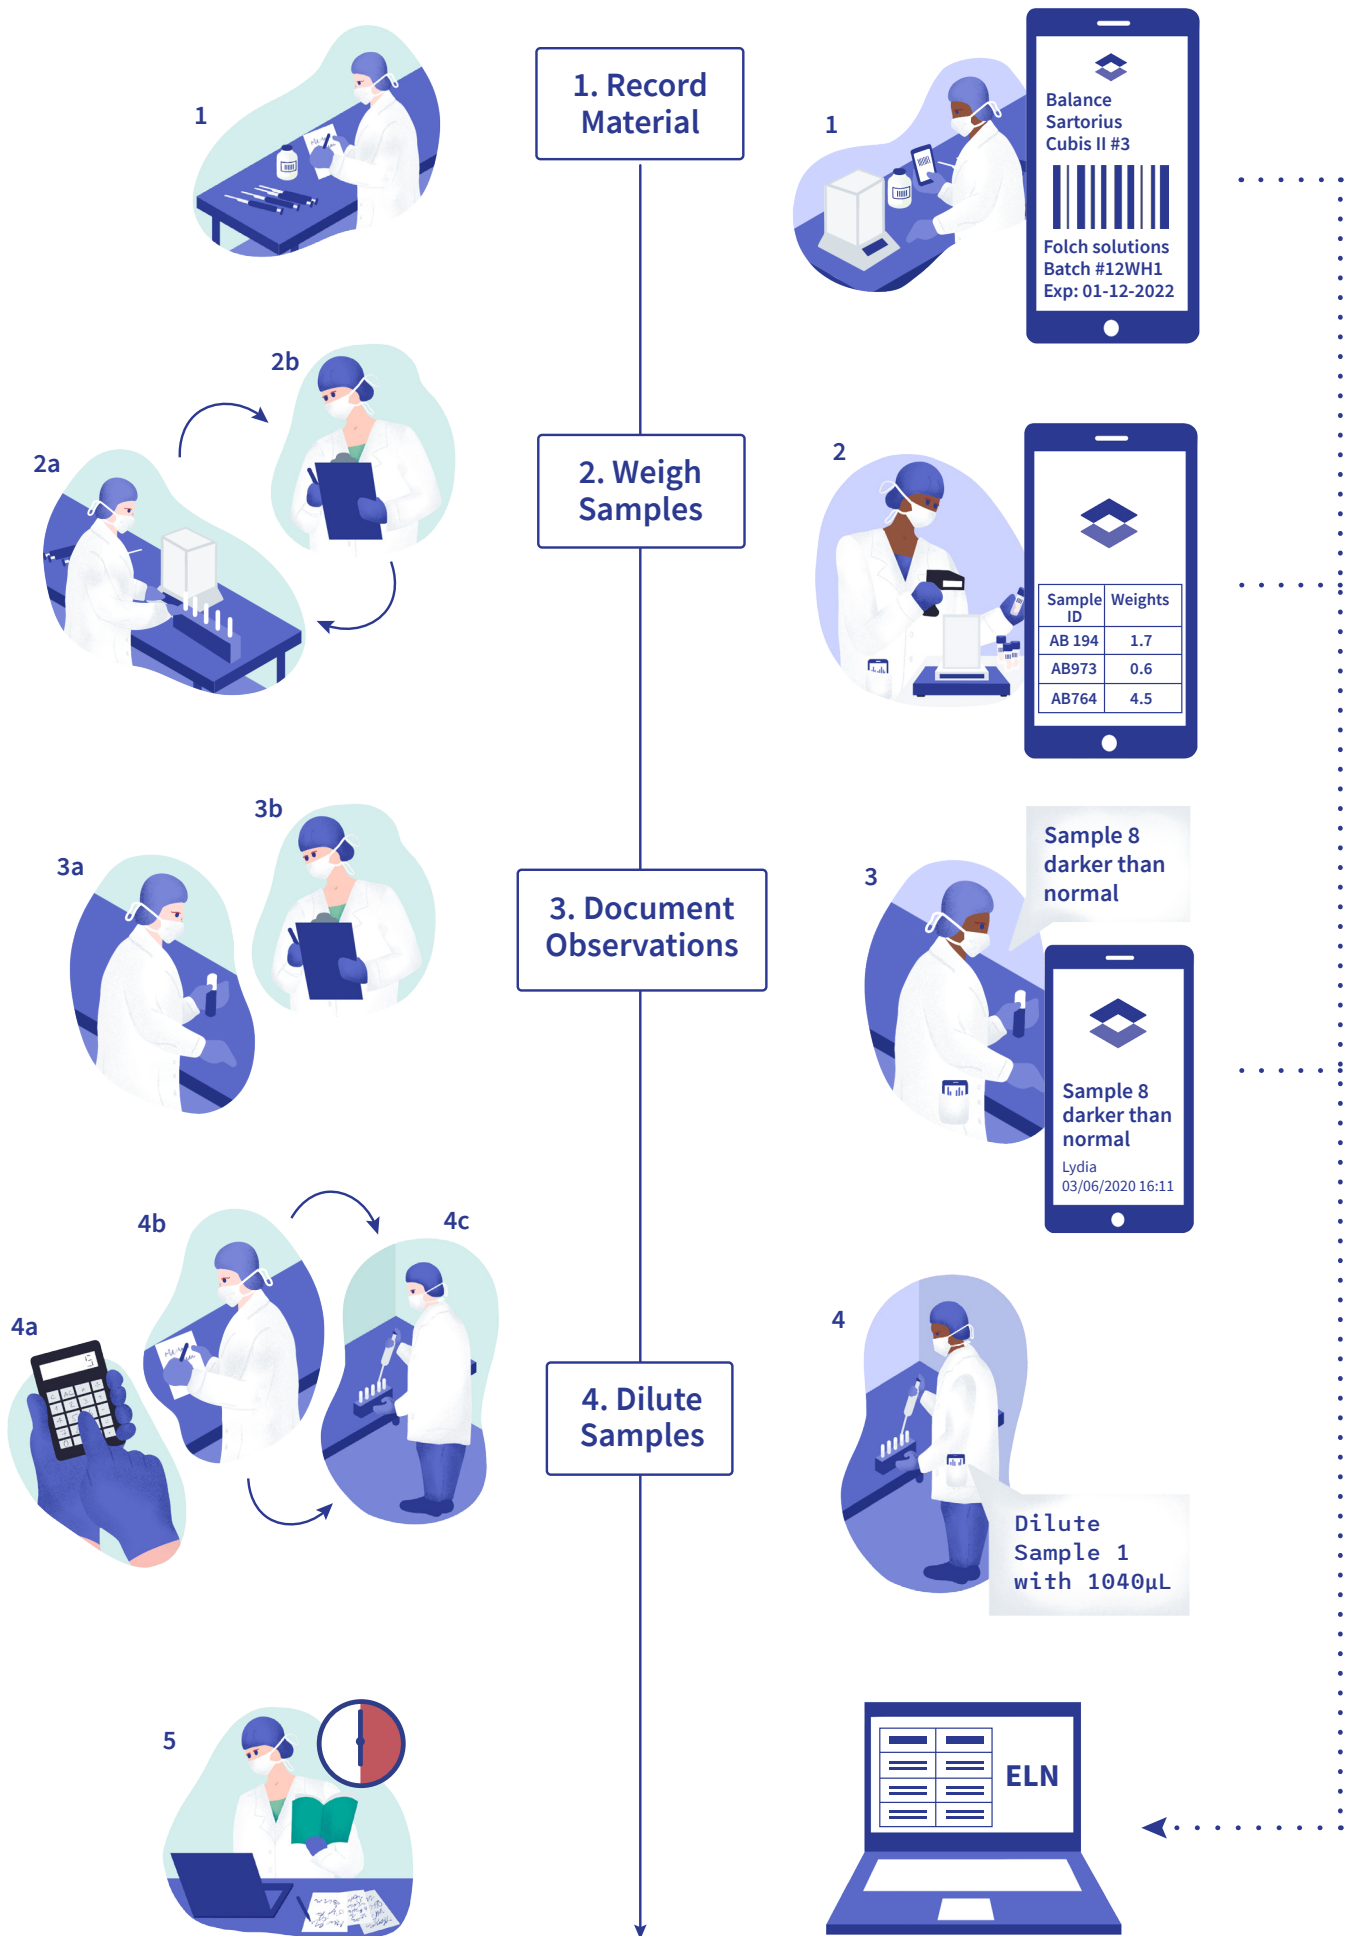 1
1. Record
Material
1
Balance
Sartorius
Cubis II #3
Folch solutions
Batch #12WH1
Exp: 01-12-2022
2b
2a
2. Weigh
Samples
2
Sample Weights
ID
AB 194 1.7
AB973 0.6
AB764 4.5
3b
3a
3. Document
Observations
3
Sample 8
darker than
normal
Sample 8
darker than
normal
Lydia
03/06/2020 16:11
4b
4c
4a
4. Dilute
Samples
4
Dilute
Sample 1
with 1040µL
5
ELN